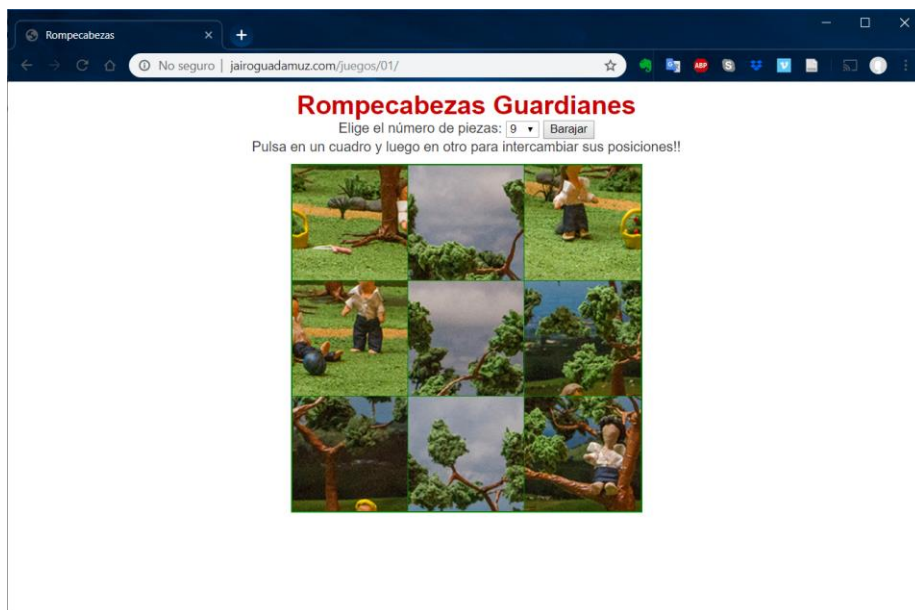 Rompecabezas
No seguro | jairoguadamuz.com/juegos/01/
ABP
S
Rompecabezas Guardianes
Elige el número de piezas: 9 Barajar
Pulsa en un cuadro y luego en otro para intercambiar sus posiciones!!